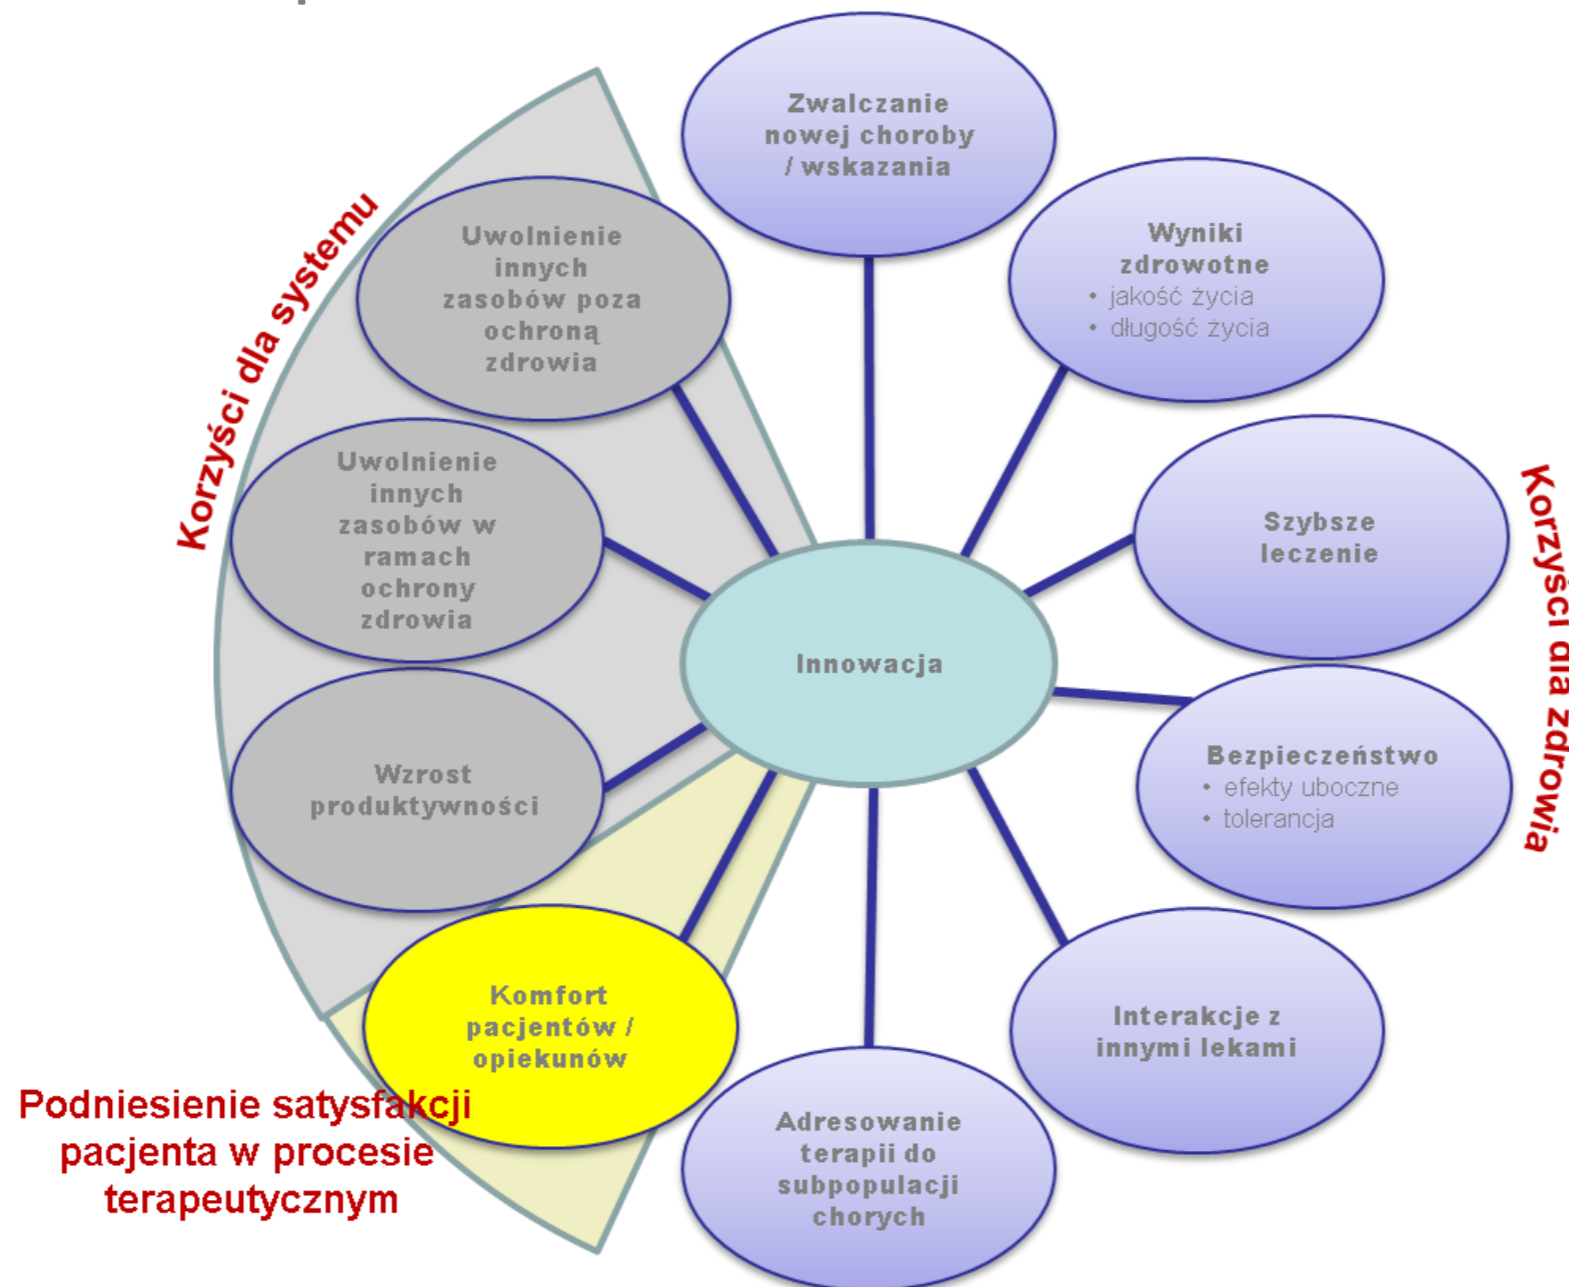 Zwalczanie
nowej choroby
/ wskazania
Wyniki
zdrowotne
• jakość życia
• długość życia
Szybsze
leczenie
Bezpieczeństwo
• efekty uboczne
• tolerancja
Interakcje z
innymi lekami
Adresowanie
terapii do
subpopulacji
chorych
Komfort
pacjentów /
opiekunów
Wzrost
produktywności
Uwolnienie
innych
zasobów w
ramach
ochrony
zdrowia
Uwolnienie
innych
zasobów poza
ochroną
zdrowia
Innowacja
Korzyści dla systemu
Korzyści dla zdrowia
Podniesienie satysfakcji
pacjenta w procesie
terapeutycznym